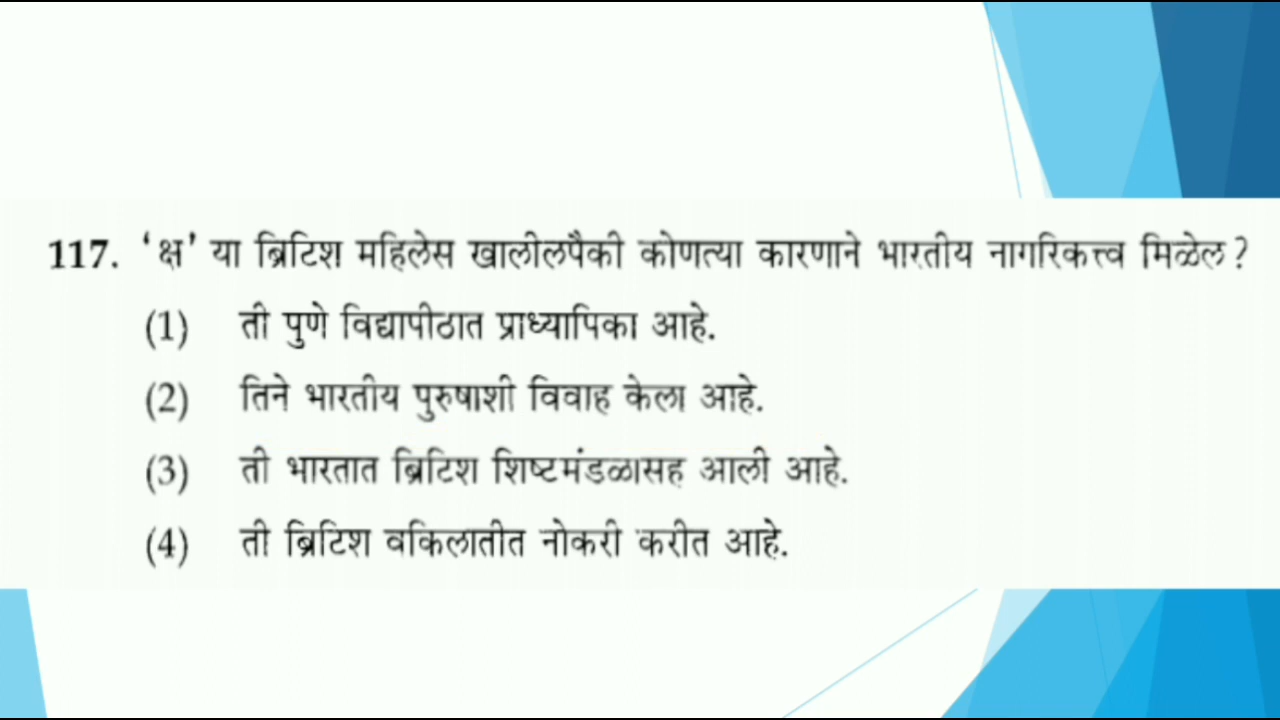 117. ‘क्ष’ या ब्रिटिश महिलेस खालीलपैकी कोणत्या कारणाने भारतीय नागरिकत्त्व मिळेल ?
(1) ती पुणे विद्यापीठात प्राध्यापिका आहे.
(2) तिने भारतीय पुरुषाशी विवाह केला आहे.
(3) ती भारतात ब्रिटिश शिष्टमंडळासह आली आहे.
(4) ती ब्रिटिश वकिलातीत नोकरी करीत आहे.